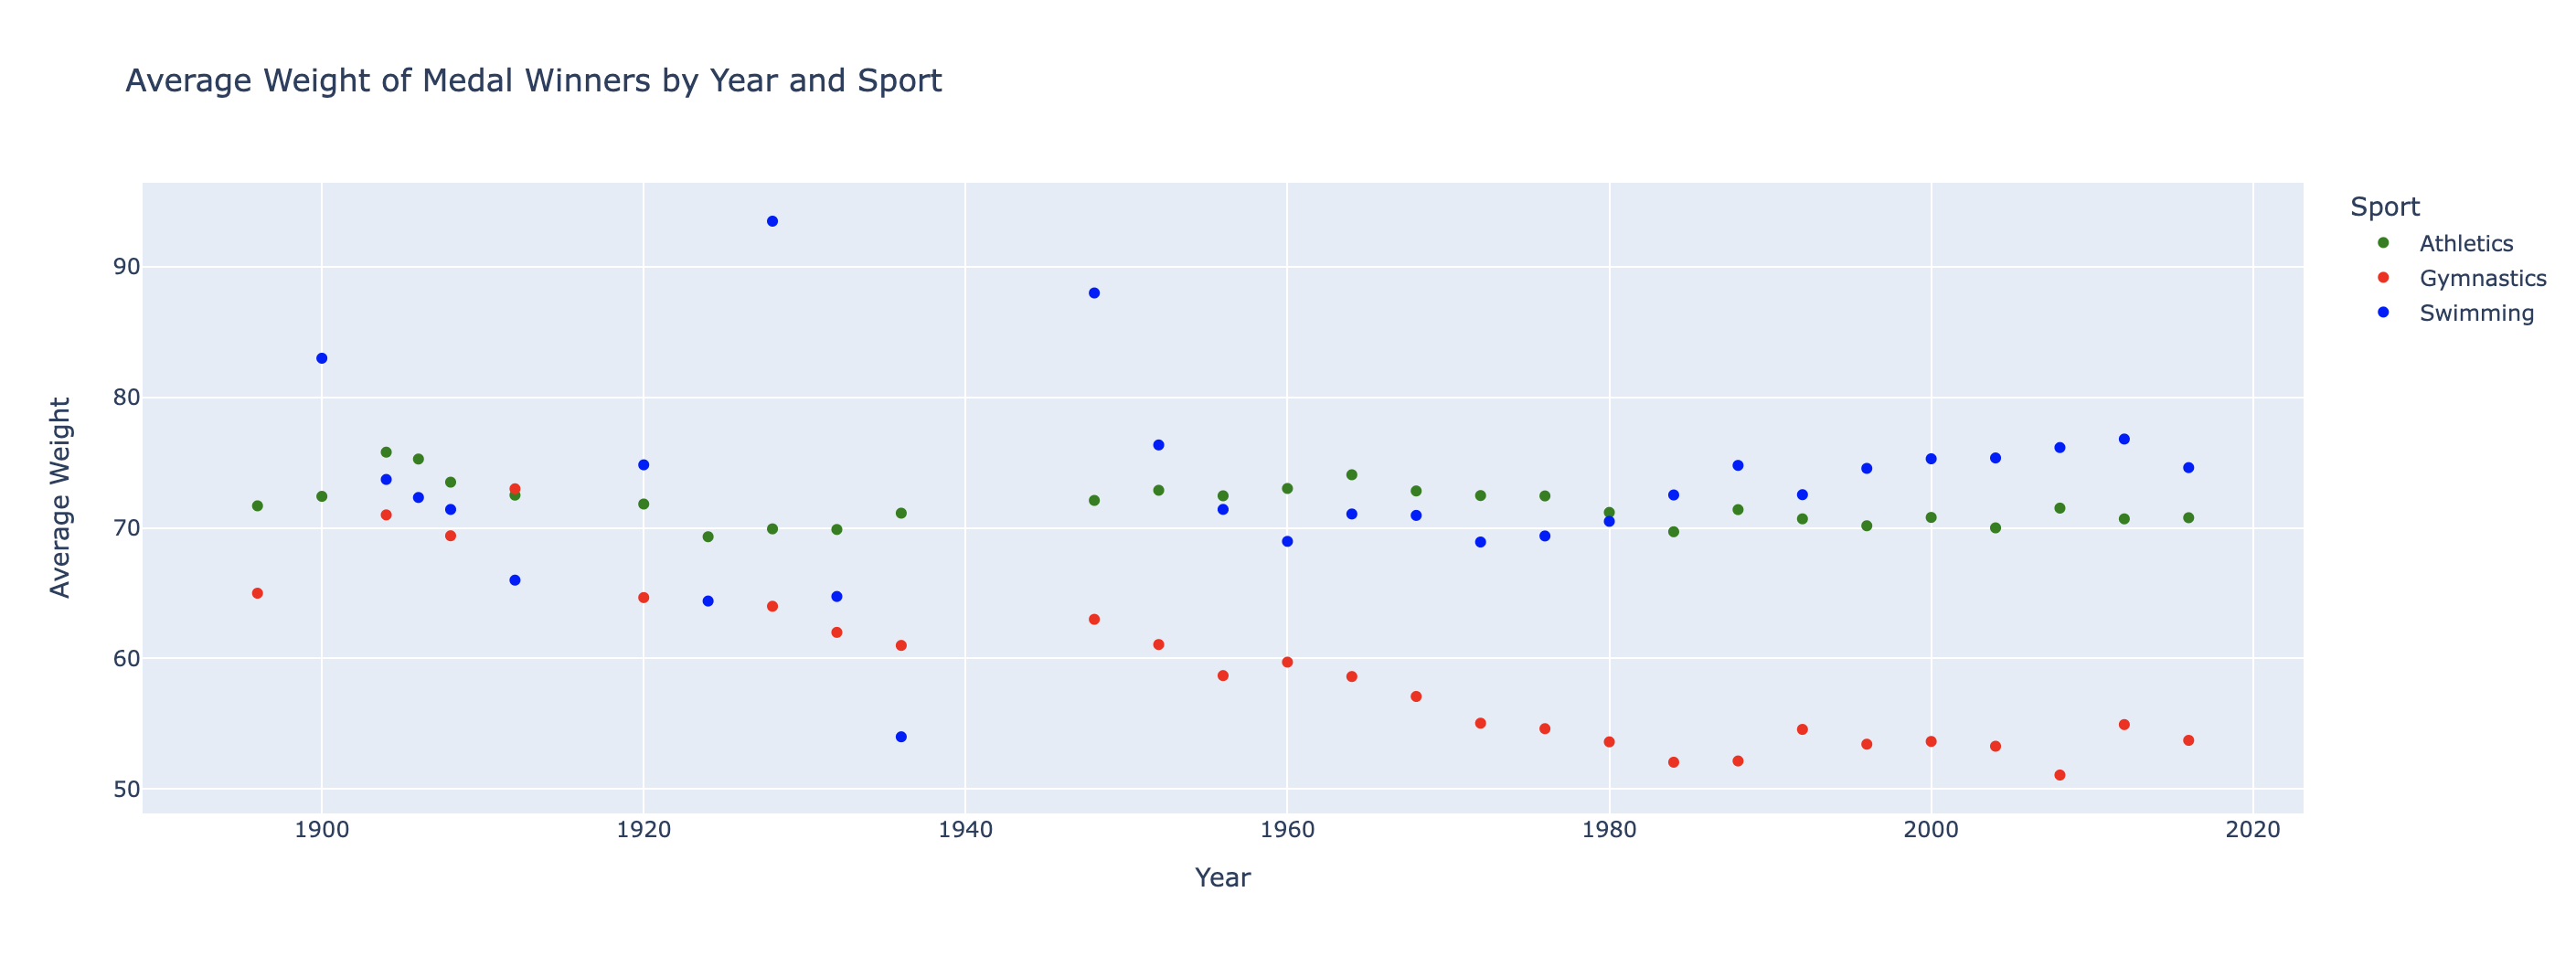 Average Weight of Medal Winners by Year and Sport
Sport
Athletics
Gymnastics
Swimming
Average Weight
90
80
70
60
50
1900 1920 1940 1960 1980 2000 2020
Year